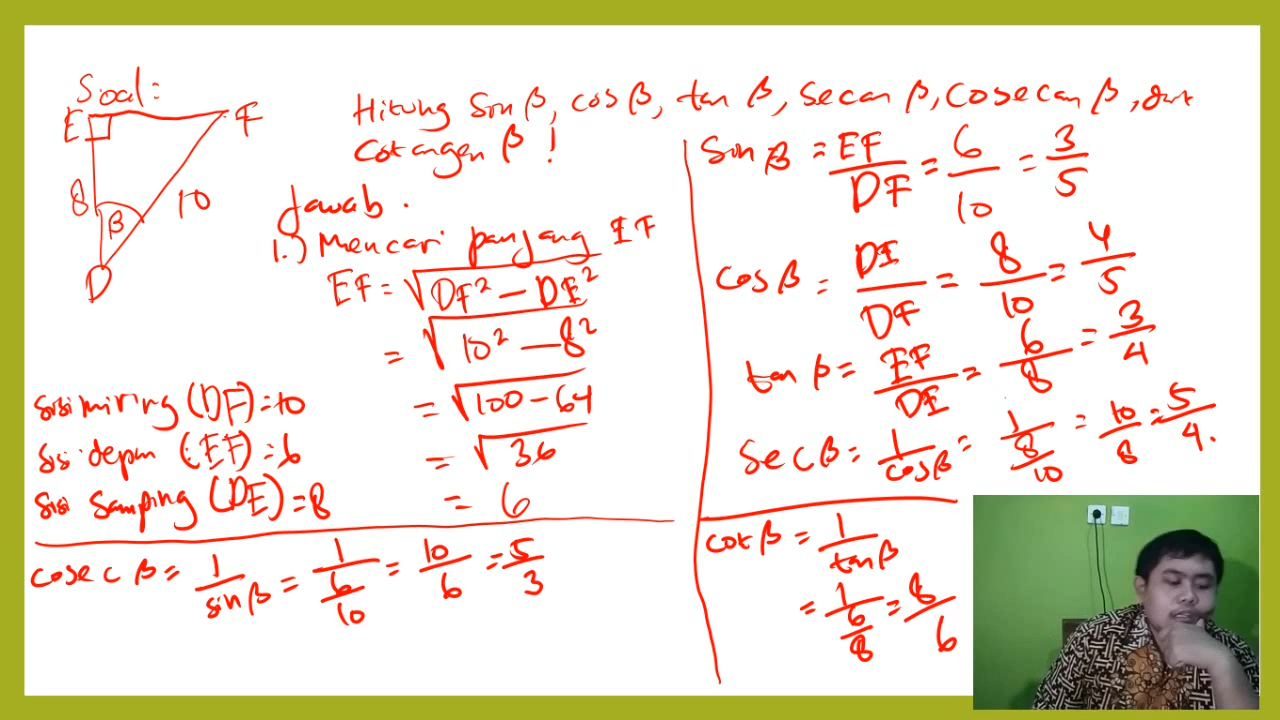 Soal:
E F
8 10
β
D
Hitung Sin β, cos β, tan β, Secan β, Cosecan β, dan
Cotangen β !
Jawab.
1.) Mencari panjang EF
EF = √DF² − DE²
= √10² − 8²
= √100 − 64
= √36
= 6
Sisi miring (DF) = 10
Sisi depan (EF) = 6
Sisi Samping (DE) = 8
Cosec β = 1/sin β = 1/(6/10) = 10/6 = 5/3
Sin β = EF/DF = 6/10 = 3/5
Cos β = DE/DF = 8/10 = 4/5
tan β = EF/DE = 6/8 = 3/4
Sec β = 1/cos β = 1/(8/10) = 10/8 = 5/4.
Cot β = 1/tan β
= 1/(6/8) = 8/6